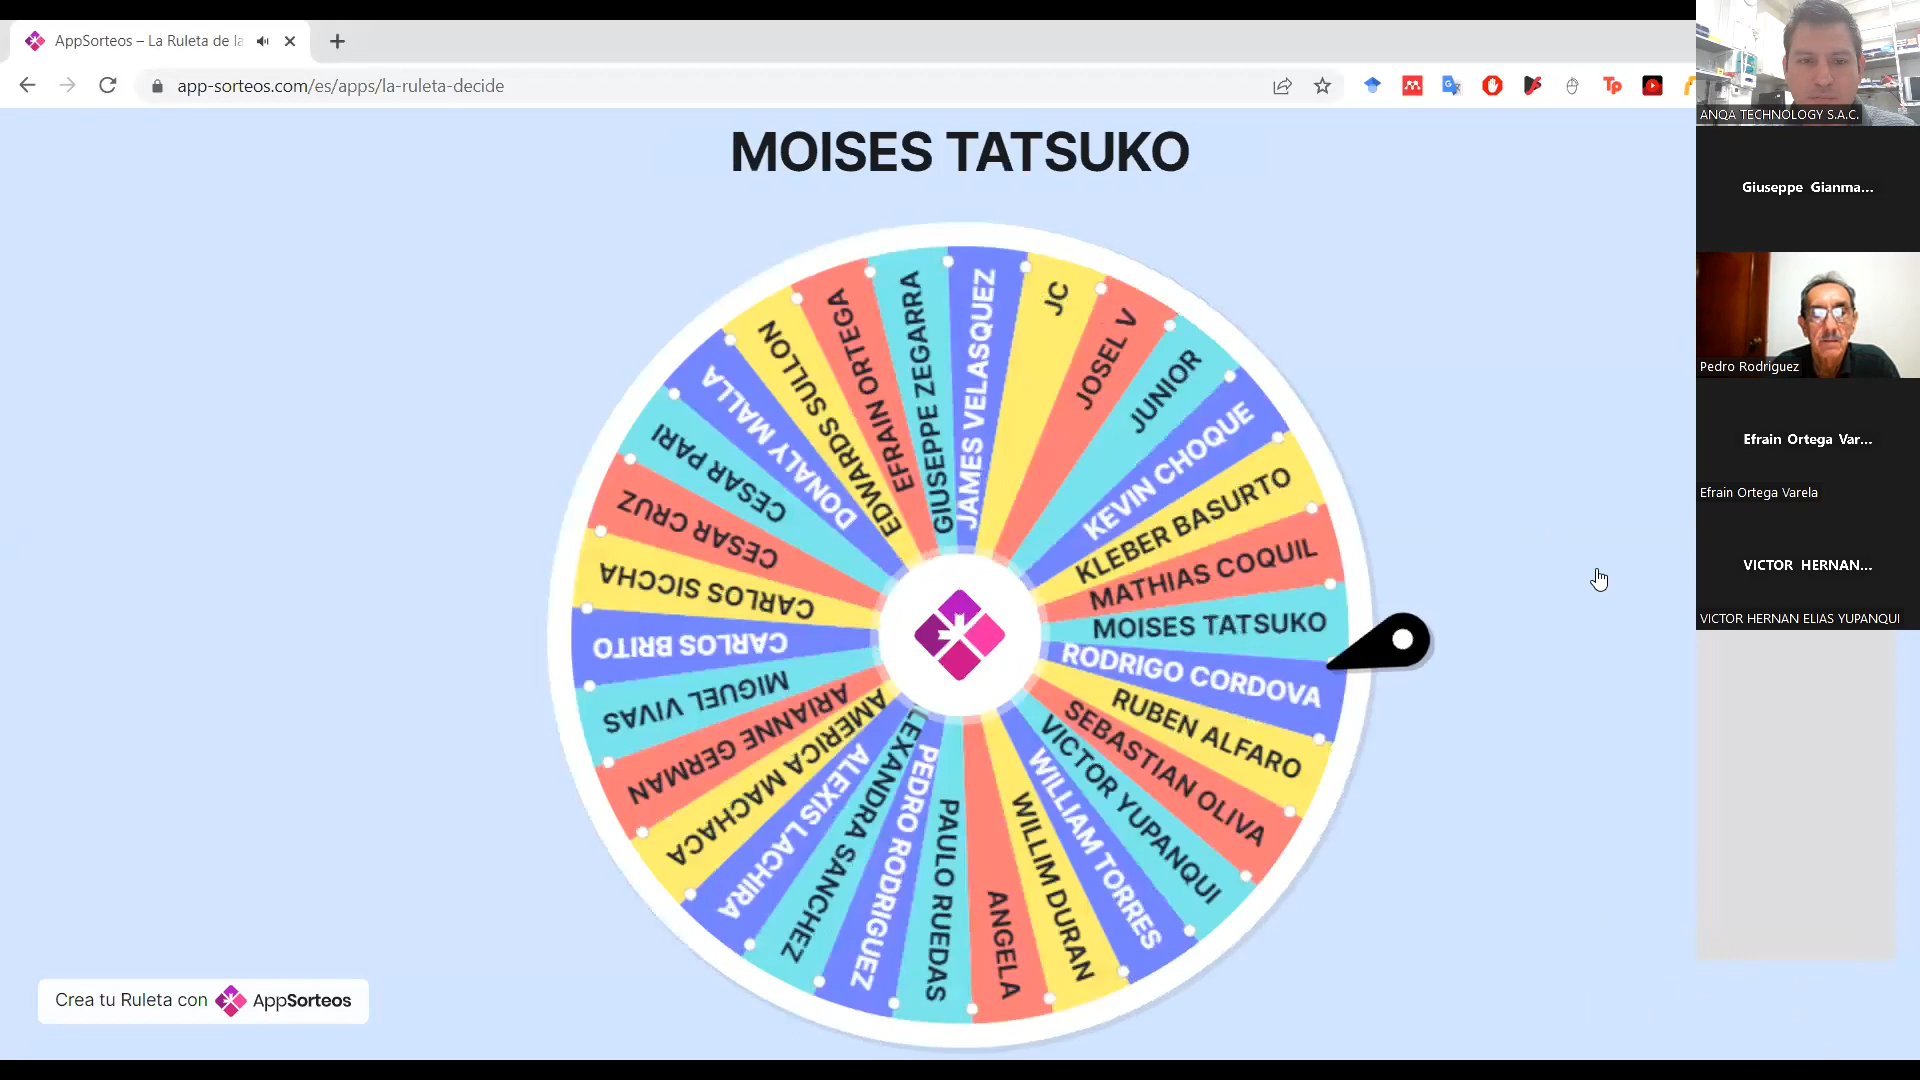 AppSorteos – La Ruleta de la
app-sorteos.com/es/apps/la-ruleta-decide
MOISES TATSUKO
JAMES VELASQUEZ
JC
JOSEL V
JUNIOR
KEVIN CHOQUE
KLEBER BASURTO
MATHIAS COQUIL
MOISES TATSUKO
RODRIGO CORDOVA
RUBEN ALFARO
SEBASTIAN OLIVA
VICTOR YUPANQUI
WILLIAM TORRES
WILLIM DURAN
ANGELA
PAULO RUEDAS
PEDRO RODRIGUEZ
LEXANDRA SANCHEZ
ALEXIS LACHIRA
AMERICA MACHACA
ARIANNE GERMAN
MIGUEL VIVAS
CARLOS BRITO
CARLOS SICCHA
CESAR CRUZ
CESAR PARI
DONALY MALLA
EDWARDS SULLON
EFRAIN ORTEGA
GIUSEPPE ZEGARRA
Crea tu Ruleta con AppSorteos
Tp
ANQA TECHNOLOGY S.A.C.
Giuseppe Gianma...
Pedro Rodriguez
Efrain Ortega Var...
Efrain Ortega Varela
VICTOR HERNAN...
VICTOR HERNAN ELIAS YUPANQUI